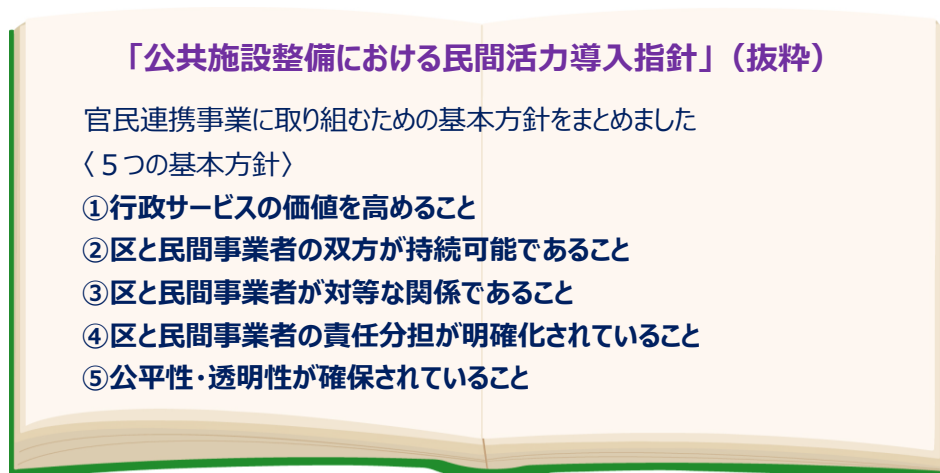 「公共施設整備における民間活力導入指針」（抜粋）
官民連携事業に取り組むための基本方針をまとめました
〈５つの基本方針〉
①行政サービスの価値を高めること
②区と民間事業者の双方が持続可能であること
③区と民間事業者が対等な関係であること
④区と民間事業者の責任分担が明確化されていること
⑤公平性・透明性が確保されていること